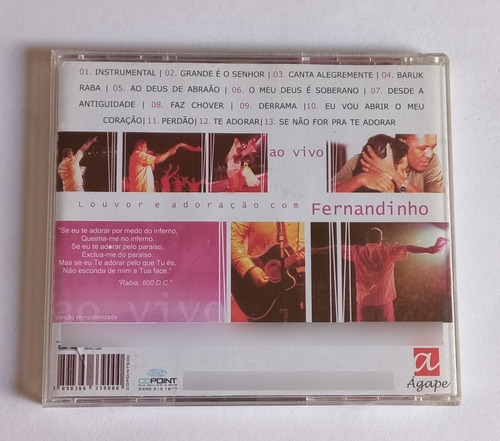 01. INSTRUMENTAL | 02. GRANDE É O SENHOR | 03. CANTA ALEGREMENTE | 04. BARUK
RABA | 05. AO DEUS DE ABRAÃO | 06. O MEU DEUS É SOBERANO | 07. DESDE A
ANTIGUIDADE | 08. FAZ CHOVER | 09. DERRAMA |10. EU VOU ABRIR O MEU
CORAÇÃO| 11. PERDÃO| 12. TE ADORAR| 13. SE NÃO FOR PRA TE ADORAR
ao vivo
Louvor e adoração com Fernandinho
"Se eu te adorar por medo do inferno,
Queima-me no inferno.
Se eu te adorar pelo paraíso,
Exclua-me do paraíso.
Mas se eu Te adorar pelo que Tu és,
Não esconda de mim a Tua face."
"Rabia, 800 D.C."
ao vivo
Versão remasterizada
CDPOINT
0300 313 1617
a
Ágape